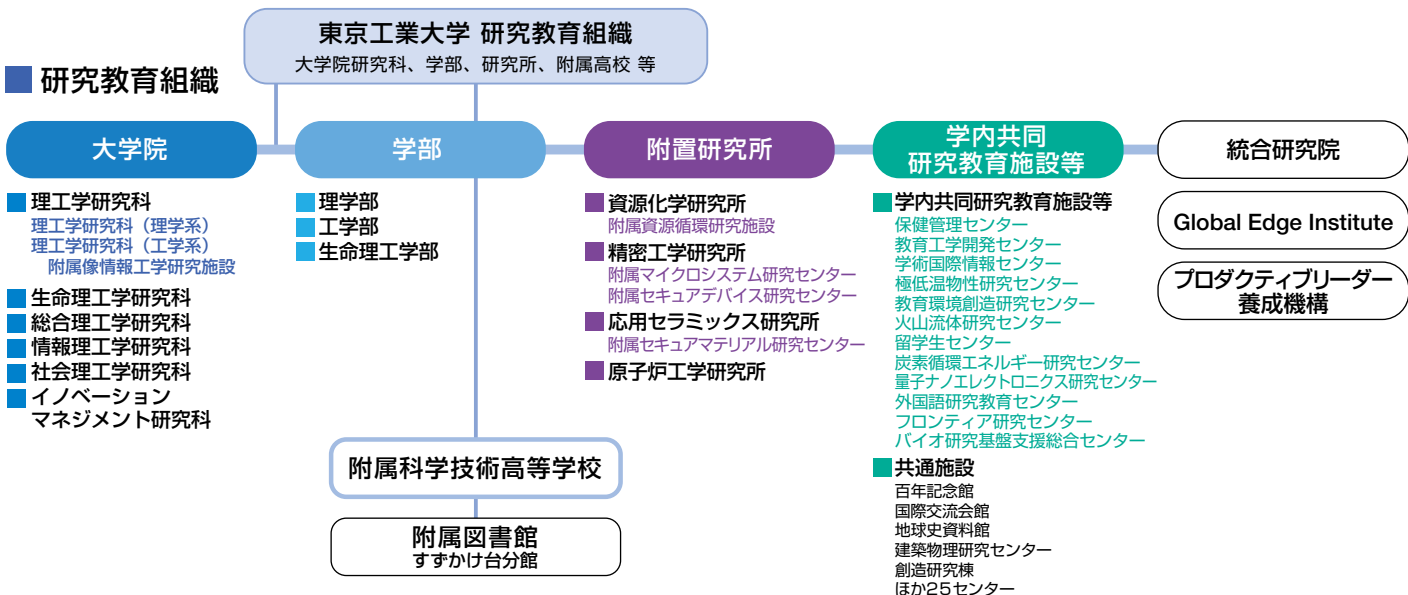 東京工業大学 研究教育組織
大学院研究科、学部、研究所、附属高校 等
研究教育組織
大学院
理工学研究科
理工学研究科（理学系）
理工学研究科（工学系）
附属像情報工学研究施設
生命理工学研究科
総合理工学研究科
情報理工学研究科
社会理工学研究科
イノベーション
マネジメント研究科
学部
理学部
工学部
生命理工学部
附属科学技術高等学校
附属図書館
すずかけ台分館
附置研究所
資源化学研究所
附属資源循環研究施設
精密工学研究所
附属マイクロシステム研究センター
附属セキュアデバイス研究センター
応用セラミックス研究所
附属セキュアマテリアル研究センター
原子炉工学研究所
学内共同
研究教育施設等
学内共同研究教育施設等
保健管理センター
教育工学開発センター
学術国際情報センター
極低温物性研究センター
教育環境創造研究センター
火山流体研究センター
留学生センター
炭素循環エネルギー研究センター
量子ナノエレクトロニクス研究センター
外国語研究教育センター
フロンティア研究センター
バイオ研究基盤支援総合センター
共通施設
百年記念館
国際交流会館
地球史資料館
建築物理研究センター
創造研究棟
ほか25センター
統合研究院
Global Edge Institute
プロダクティブリーダー
養成機構